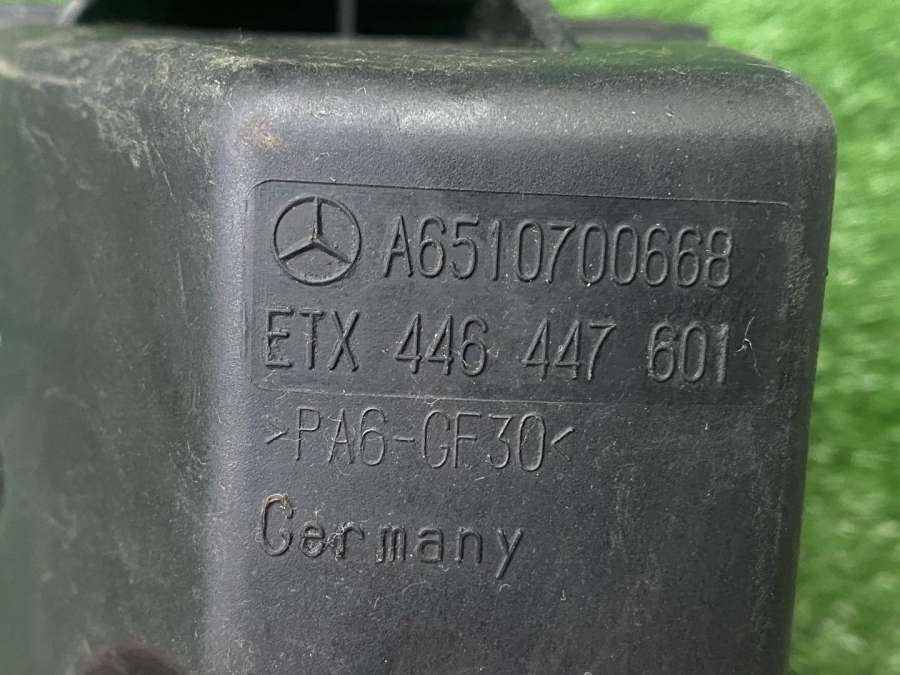 A6510700668
ETX 446 447 601
>PA6-GF30<
Germany